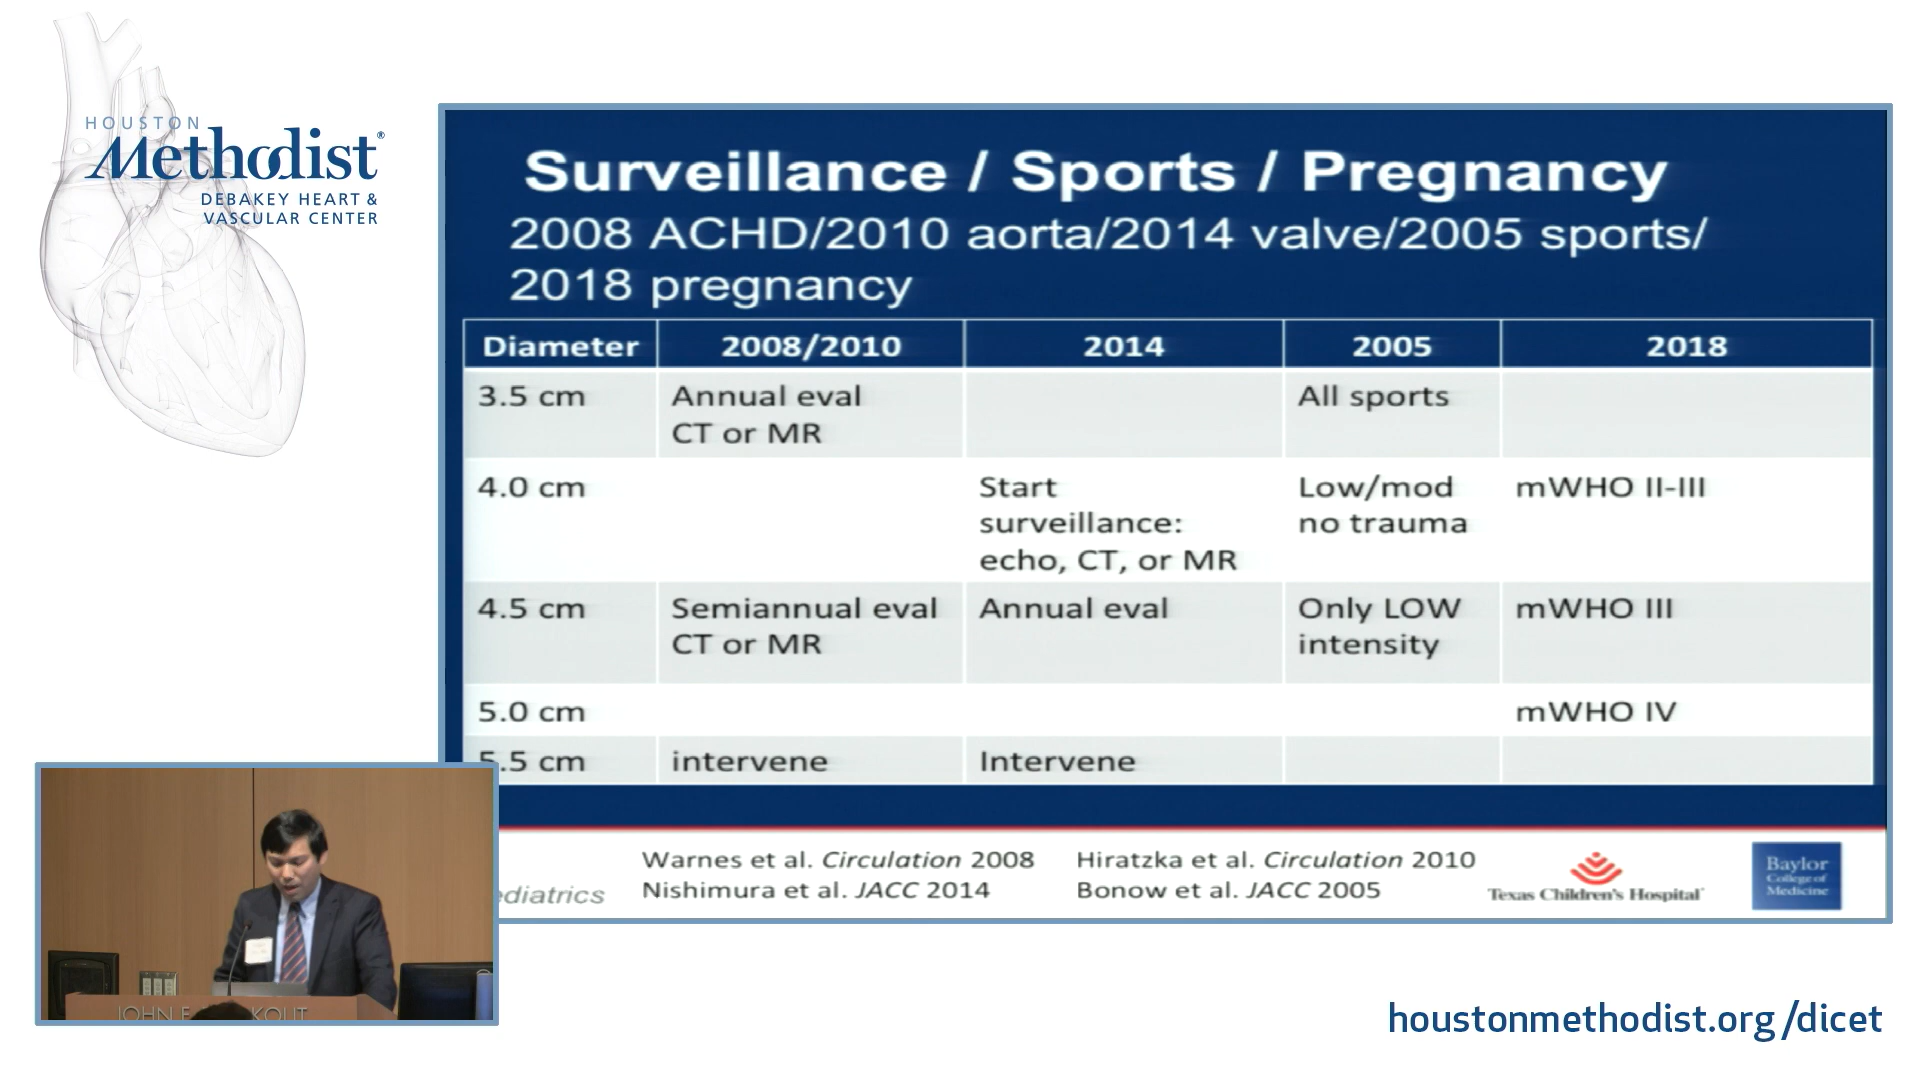 HOUSTON
Methodist®
DEBAKEY HEART &
VASCULAR CENTER
Surveillance / Sports / Pregnancy
2008 ACHD/2010 aorta/2014 valve/2005 sports/
2018 pregnancy
Diameter 2008/2010 2014 2005 2018
3.5 cm Annual eval All sports
CT or MR
4.0 cm Start Low/mod mWHO II-III
surveillance: no trauma
echo, CT, or MR
4.5 cm Semiannual eval Annual eval Only LOW mWHO III
CT or MR intensity
5.0 cm mWHO IV
5.5 cm intervene Intervene
Warnes et al. Circulation 2008 Hiratzka et al. Circulation 2010
Nishimura et al. JACC 2014 Bonow et al. JACC 2005
ediatrics
Texas Children's Hospital
Baylor
College of
Medicine
JOHN F
KOUT
houstonmethodist.org/dicet